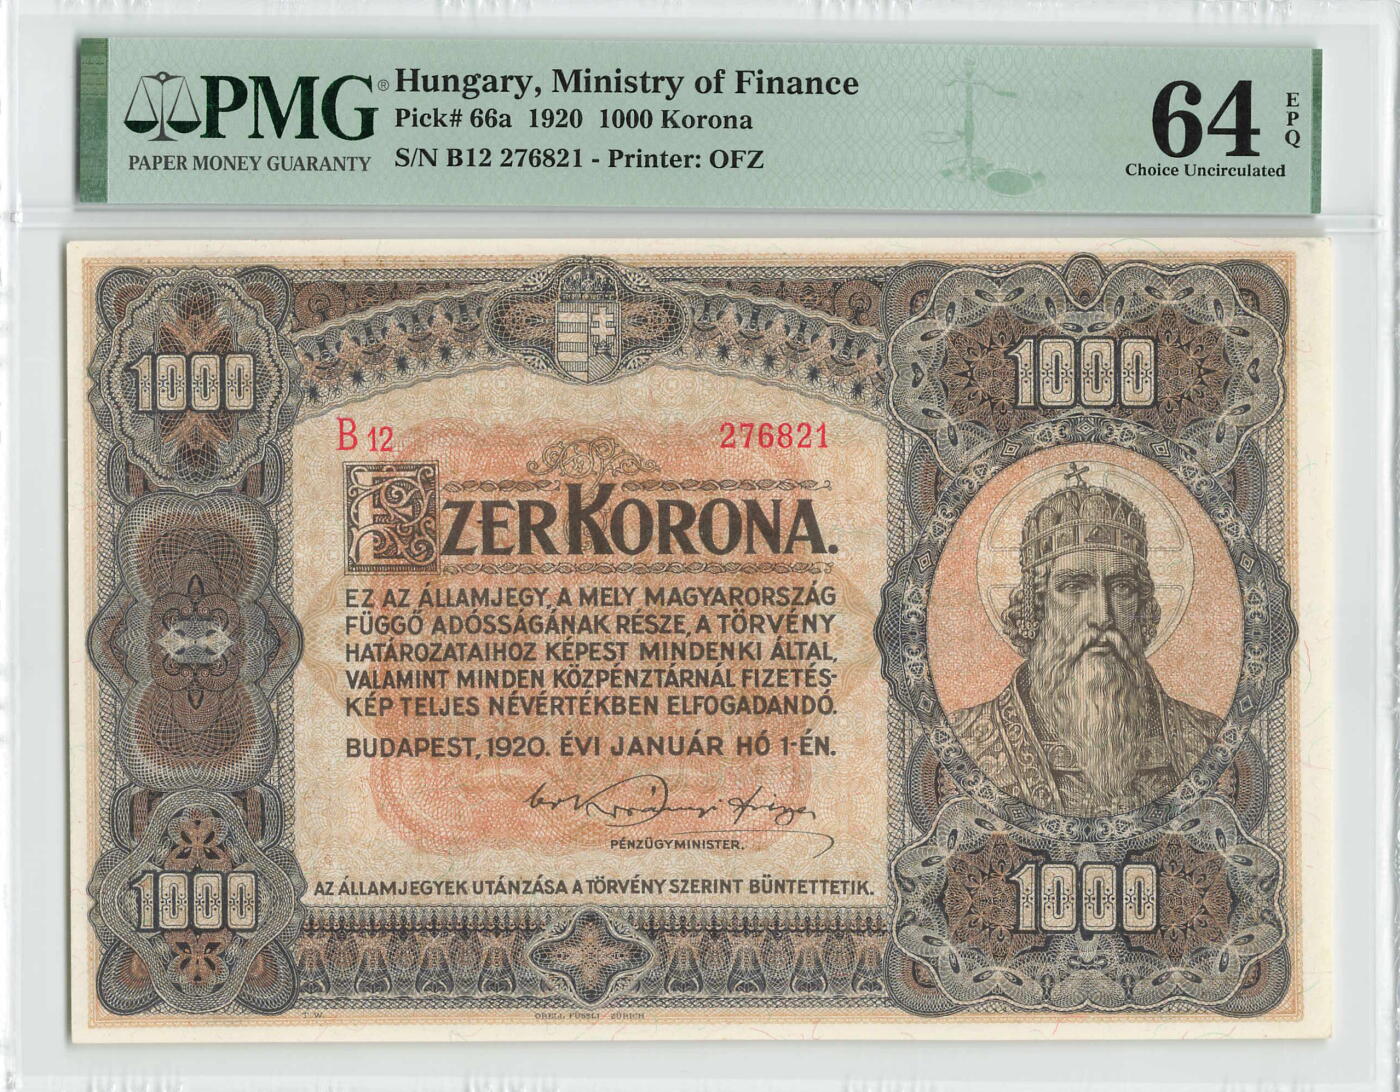 PMG®
PAPER MONEY GUARANTY
Hungary, Ministry of Finance
Pick# 66a 1920 1000 Korona
S/N B12 276821 - Printer: OFZ
64
EPQ
Choice Uncirculated
1000
1000
B 12
276821
EZER KORONA.
EZ AZ ÁLLAMJEGY, A MELY MAGYARORSZÁG
FÜGGŐ ADÓSSÁGÁNAK RÉSZE, A TÖRVÉNY
HATÁROZATAIHOZ KÉPEST MINDENKI ÁLTAL,
VALAMINT MINDEN KÖZPÉNZTÁRNÁL FIZETÉS-
KÉP TELJES NÉVÉRTÉKBEN ELFOGADANDÓ.
BUDAPEST, 1920. ÉVI JANUÁR HÓ 1-ÉN.
PÉNZÜGYMINISTER.
1000
1000
AZ ÁLLAMJEGYEK UTÁNZÁSA A TÖRVÉNY SZERINT BÜNTETTETIK.
T. W.
ORELL FÜSSLI ZÜRICH